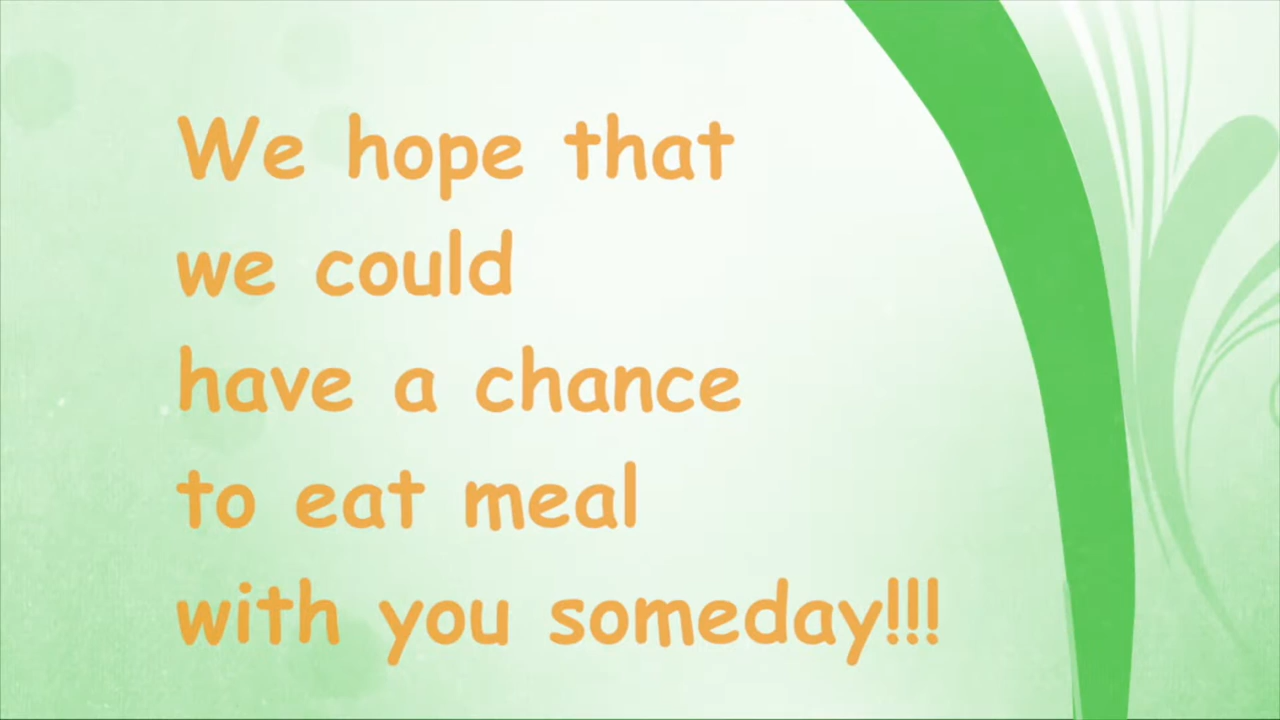 We hope that
we could
have a chance
to eat meal
with you someday!!!